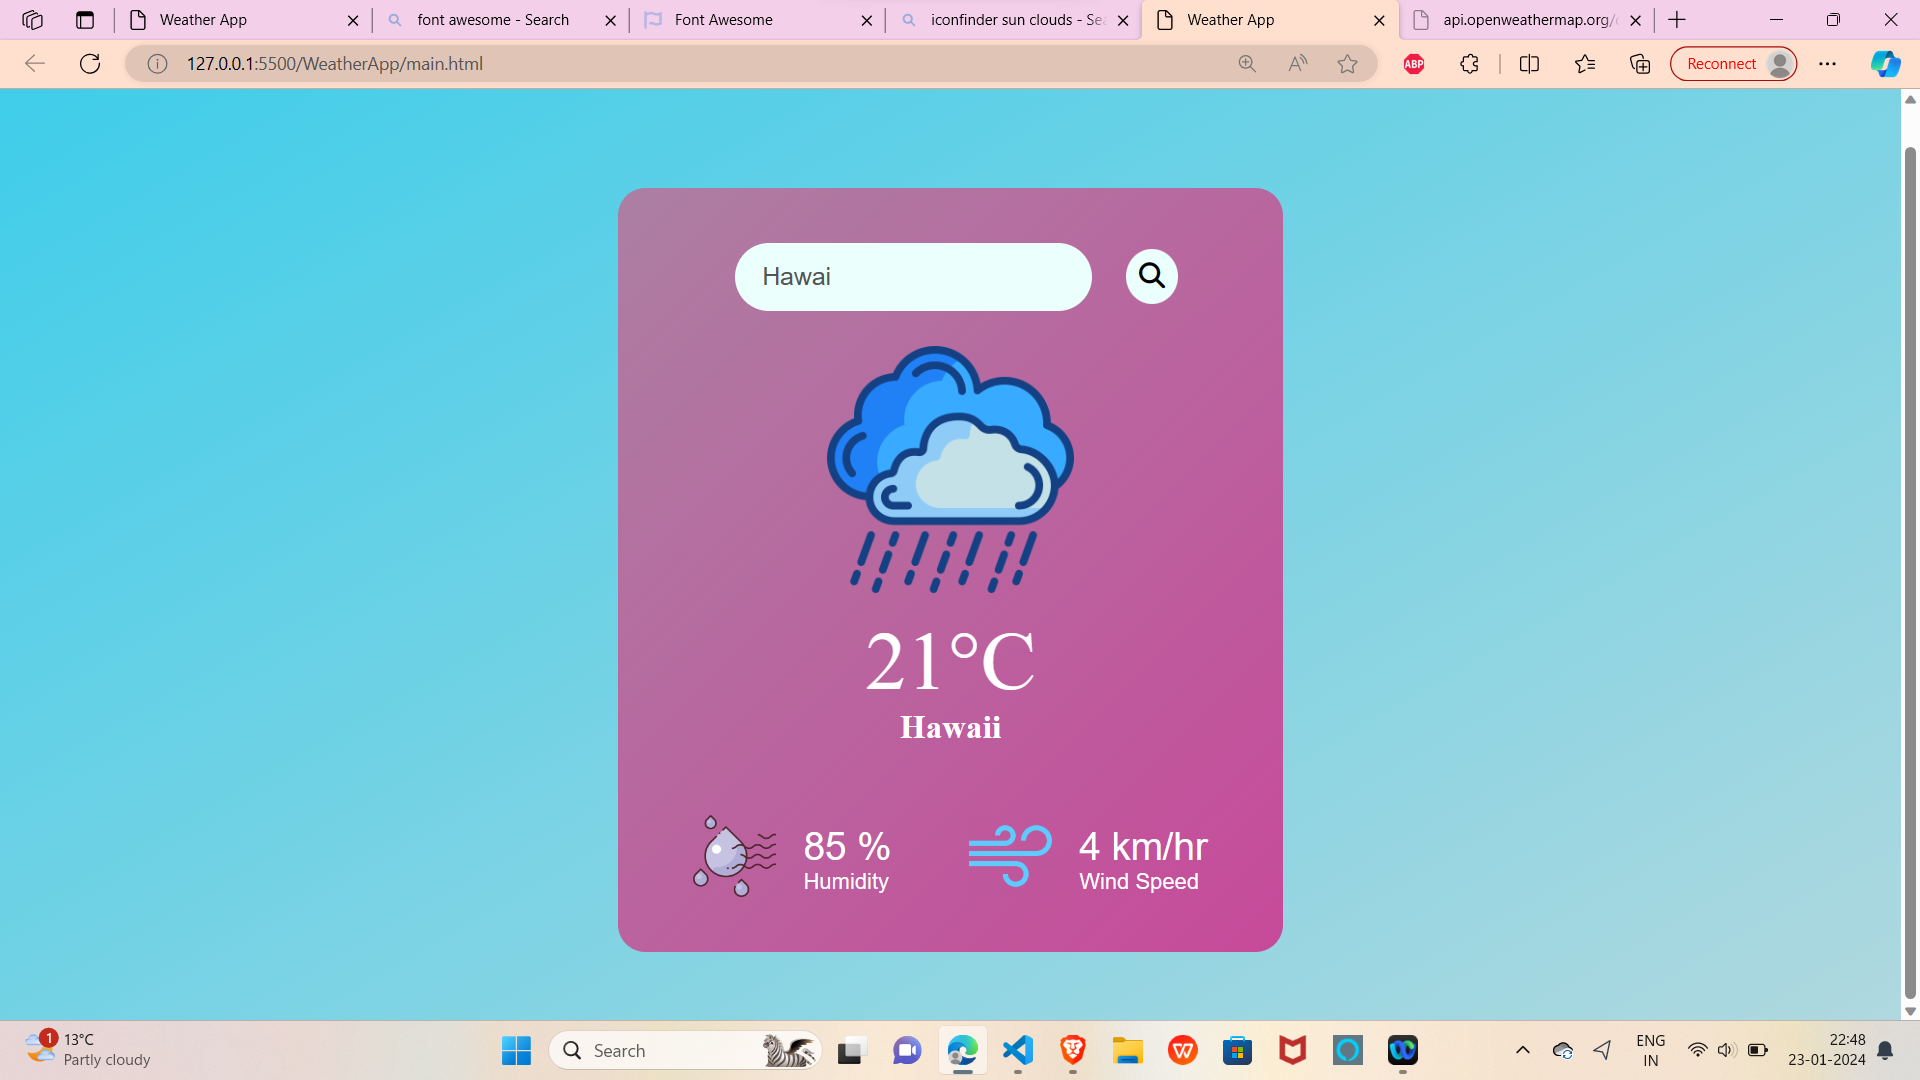 Weather App
font awesome - Search
Font Awesome
iconfinder sun clouds - Sea
Weather App
api.openweathermap.org/
127.0.0.1:5500/WeatherApp/main.html
ABP
Reconnect
Hawai
21°C
Hawaii
85 %
Humidity
4 km/hr
Wind Speed
1
13°C
Partly cloudy
Search
ENG
IN
22:48
23-01-2024